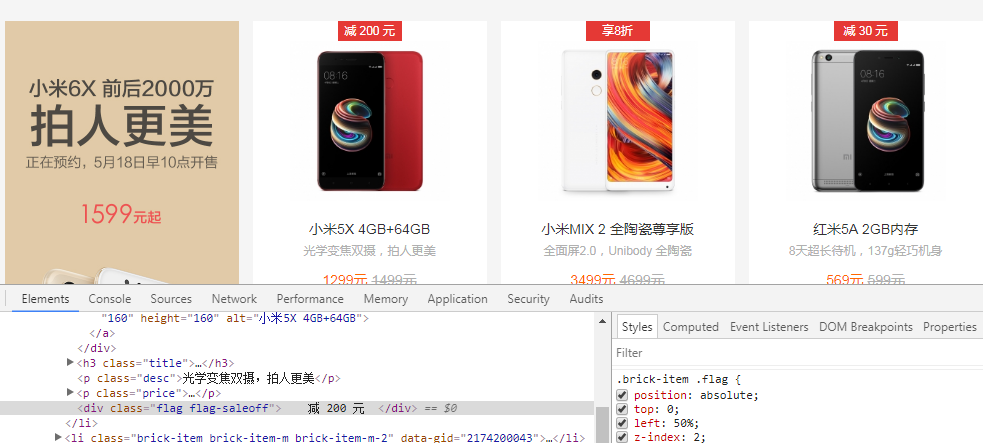 减 200 元
享8折
减 30 元
小米6X 前后2000万
拍人更美
正在预约，5月18日早10点开售
1599元起
小米5X 4GB+64GB
光学变焦双摄，拍人更美
1299元 1499元
小米MIX 2 全陶瓷尊享版
全面屏2.0，Unibody 全陶瓷
3499元 4699元
红米5A 2GB内存
8天超长待机，137g轻巧机身
569元 599元
Elements Console Sources Network Performance Memory Application Security Audits
"160" height="160" alt="小米5X 4GB+64GB">
</a>
</div>
<h3 class="title">…</h3>
<p class="desc">光学变焦双摄，拍人更美</p>
<p class="price">…</p>
<div class="flag flag-saleoff"> 减 200 元 </div> == $0
</li>
<li class="brick-item brick-item-m brick-item-m-2" data-gid="2174200043">…</li>
Styles Computed Event Listeners DOM Breakpoints Properties
Filter
.brick-item .flag {
position: absolute;
top: 0;
left: 50%;
z-index: 2;